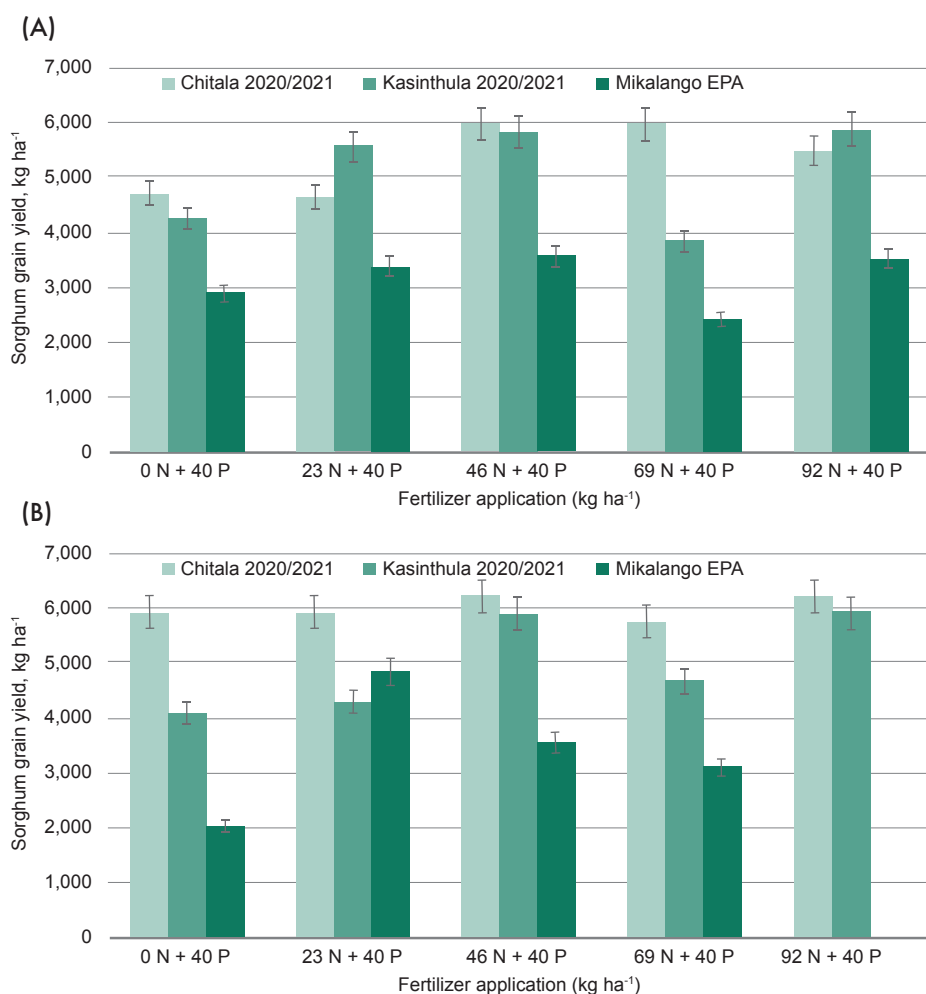 (A)
7,000
Chitala 2020/2021 Kasinthula 2020/2021 Mikalango EPA
6,000
5,000
4,000
3,000
2,000
1,000
0
Sorghum grain yield, kg ha⁻¹
0 N + 40 P 23 N + 40 P 46 N + 40 P 69 N + 40 P 92 N + 40 P
Fertilizer application (kg ha⁻¹)
(B)
7,000
Chitala 2020/2021 Kasinthula 2020/2021 Mikalango EPA
6,000
5,000
4,000
3,000
2,000
1,000
0
Sorghum grain yield, kg ha⁻¹
0 N + 40 P 23 N + 40 P 46 N + 40 P 69 N + 40 P 92 N + 40 P
Fertilizer application (kg ha⁻¹)